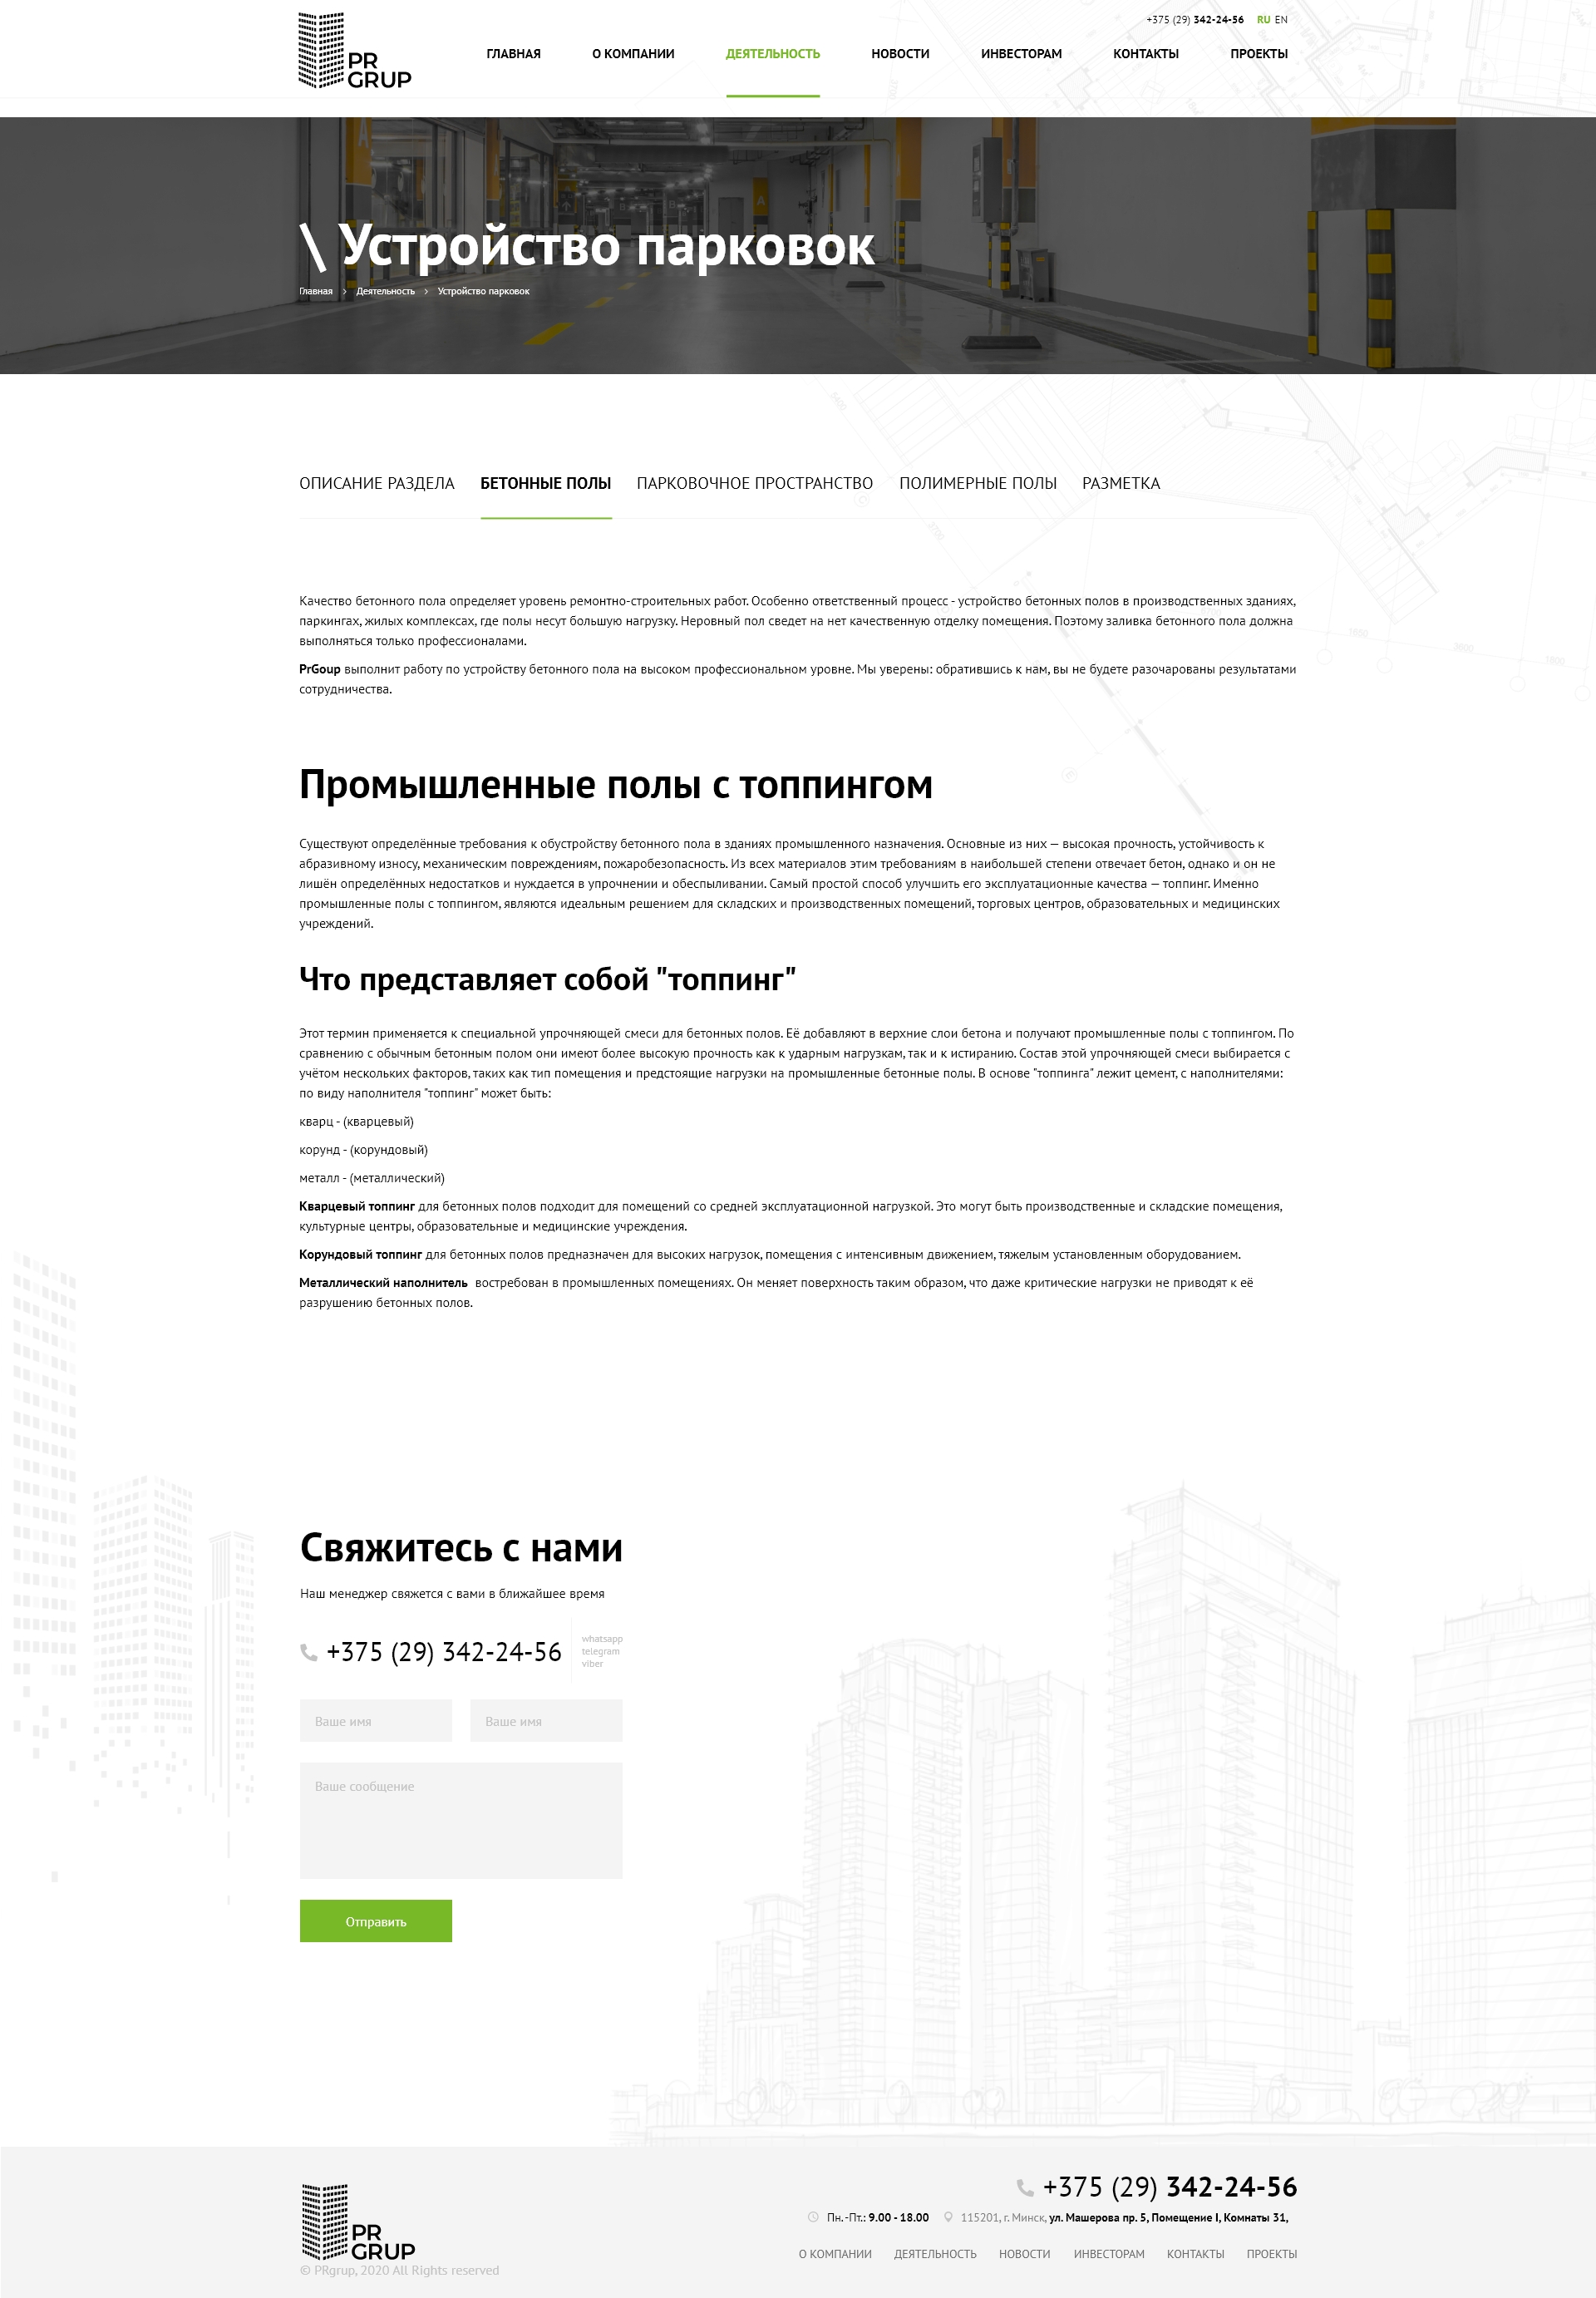 +375 (29) 342-24-56 RU EN
PR
GRUP
ГЛАВНАЯ О КОМПАНИИ ДЕЯТЕЛЬНОСТЬ НОВОСТИ ИНВЕСТОРАМ КОНТАКТЫ ПРОЕКТЫ
\ Устройство парковок
Главная › Деятельность › Устройство парковок
ОПИСАНИЕ РАЗДЕЛА БЕТОННЫЕ ПОЛЫ ПАРКОВОЧНОЕ ПРОСТРАНСТВО ПОЛИМЕРНЫЕ ПОЛЫ РАЗМЕТКА
Качество бетонного пола определяет уровень ремонтно-строительных работ. Особенно ответственный процесс - устройство бетонных полов в производственных зданиях,
паркингах, жилых комплексах, где полы несут большую нагрузку. Неровный пол сведет на нет качественную отделку помещения. Поэтому заливка бетонного пола должна
выполняться только профессионалами.
PrGoup выполнит работу по устройству бетонного пола на высоком профессиональном уровне. Мы уверены: обратившись к нам, вы не будете разочарованы результатами
сотрудничества.
Промышленные полы с топпингом
Существуют определённые требования к обустройству бетонного пола в зданиях промышленного назначения. Основные из них — высокая прочность, устойчивость к
абразивному износу, механическим повреждениям, пожаробезопасность. Из всех материалов этим требованиям в наибольшей степени отвечает бетон, однако и он не
лишён определённых недостатков и нуждается в упрочнении и обеспыливании. Самый простой способ улучшить его эксплуатационные качества — топпинг. Именно
промышленные полы с топпингом, являются идеальным решением для складских и производственных помещений, торговых центров, образовательных и медицинских
учреждений.
Что представляет собой "топпинг"
Этот термин применяется к специальной упрочняющей смеси для бетонных полов. Её добавляют в верхние слои бетона и получают промышленные полы с топпингом. По
сравнению с обычным бетонным полом они имеют более высокую прочность как к ударным нагрузкам, так и к истиранию. Состав этой упрочняющей смеси выбирается с
учётом нескольких факторов, таких как тип помещения и предстоящие нагрузки на промышленные бетонные полы. В основе "топпинга" лежит цемент, с наполнителями:
по виду наполнителя "топпинг" может быть:
кварц - (кварцевый)
корунд - (корундовый)
металл - (металлический)
Кварцевый топпинг для бетонных полов подходит для помещений со средней эксплуатационной нагрузкой. Это могут быть производственные и складские помещения,
культурные центры, образовательные и медицинские учреждения.
Корундовый топпинг для бетонных полов предназначен для высоких нагрузок, помещения с интенсивным движением, тяжелым установленным оборудованием.
Металлический наполнитель востребован в промышленных помещениях. Он меняет поверхность таким образом, что даже критические нагрузки не приводят к её
разрушению бетонных полов.
Свяжитесь с нами
Наш менеджер свяжется с вами в ближайшее время
+375 (29) 342-24-56
whatsapp
telegram
viber
Ваше имя Ваше имя
Ваше сообщение
Отправить
+375 (29) 342-24-56
Пн.-Пт.: 9.00 - 18.00 115201, г. Минск, ул. Машерова пр. 5, Помещение I, Комнаты 31,
PR
GRUP
О КОМПАНИИ ДЕЯТЕЛЬНОСТЬ НОВОСТИ ИНВЕСТОРАМ КОНТАКТЫ ПРОЕКТЫ
© PRgrup, 2020 All Rights reserved